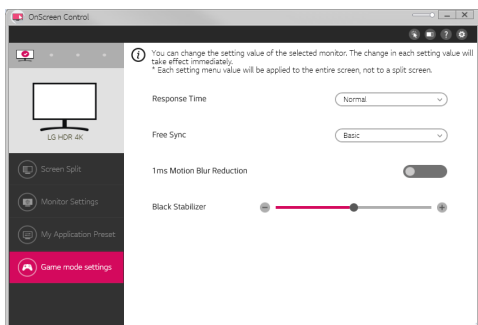 OnScreen Control
You can change the setting value of the selected monitor. The change in each setting value will
take effect immediately.
* Each setting menu value will be applied to the entire screen, not to a split screen.
LG HDR 4K
Screen Split
Monitor Settings
My Application Preset
Game mode settings
Response Time
Normal
Free Sync
Basic
1ms Motion Blur Reduction
Black Stabilizer